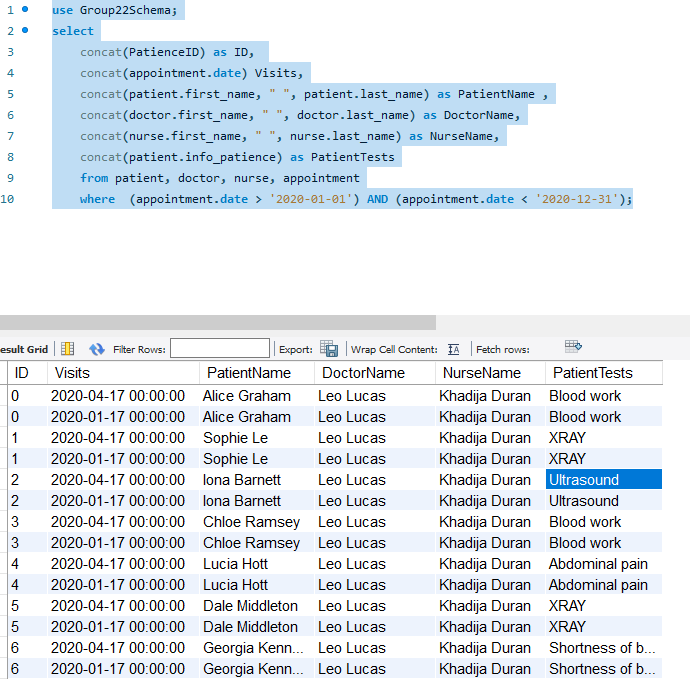 1 use Group22Schema;
2 select
3 concat(PatienceID) as ID,
4 concat(appointment.date) Visits,
5 concat(patient.first_name, " ", patient.last_name) as PatientName ,
6 concat(doctor.first_name, " ", doctor.last_name) as DoctorName,
7 concat(nurse.first_name, " ", nurse.last_name) as NurseName,
8 concat(patient.info_patience) as PatientTests
9 from patient, doctor, nurse, appointment
10 where (appointment.date > '2020-01-01') AND (appointment.date < '2020-12-31');
esult Grid Filter Rows: Export: Wrap Cell Content: IA Fetch rows:
ID Visits PatientName DoctorName NurseName PatientTests
0 2020-04-17 00:00:00 Alice Graham Leo Lucas Khadija Duran Blood work
0 2020-01-17 00:00:00 Alice Graham Leo Lucas Khadija Duran Blood work
1 2020-04-17 00:00:00 Sophie Le Leo Lucas Khadija Duran XRAY
1 2020-01-17 00:00:00 Sophie Le Leo Lucas Khadija Duran XRAY
2 2020-04-17 00:00:00 Iona Barnett Leo Lucas Khadija Duran Ultrasound
2 2020-01-17 00:00:00 Iona Barnett Leo Lucas Khadija Duran Ultrasound
3 2020-04-17 00:00:00 Chloe Ramsey Leo Lucas Khadija Duran Blood work
3 2020-01-17 00:00:00 Chloe Ramsey Leo Lucas Khadija Duran Blood work
4 2020-04-17 00:00:00 Lucia Hott Leo Lucas Khadija Duran Abdominal pain
4 2020-01-17 00:00:00 Lucia Hott Leo Lucas Khadija Duran Abdominal pain
5 2020-04-17 00:00:00 Dale Middleton Leo Lucas Khadija Duran XRAY
5 2020-01-17 00:00:00 Dale Middleton Leo Lucas Khadija Duran XRAY
6 2020-04-17 00:00:00 Georgia Kenn... Leo Lucas Khadija Duran Shortness of b...
6 2020-01-17 00:00:00 Georgia Kenn... Leo Lucas Khadija Duran Shortness of b...